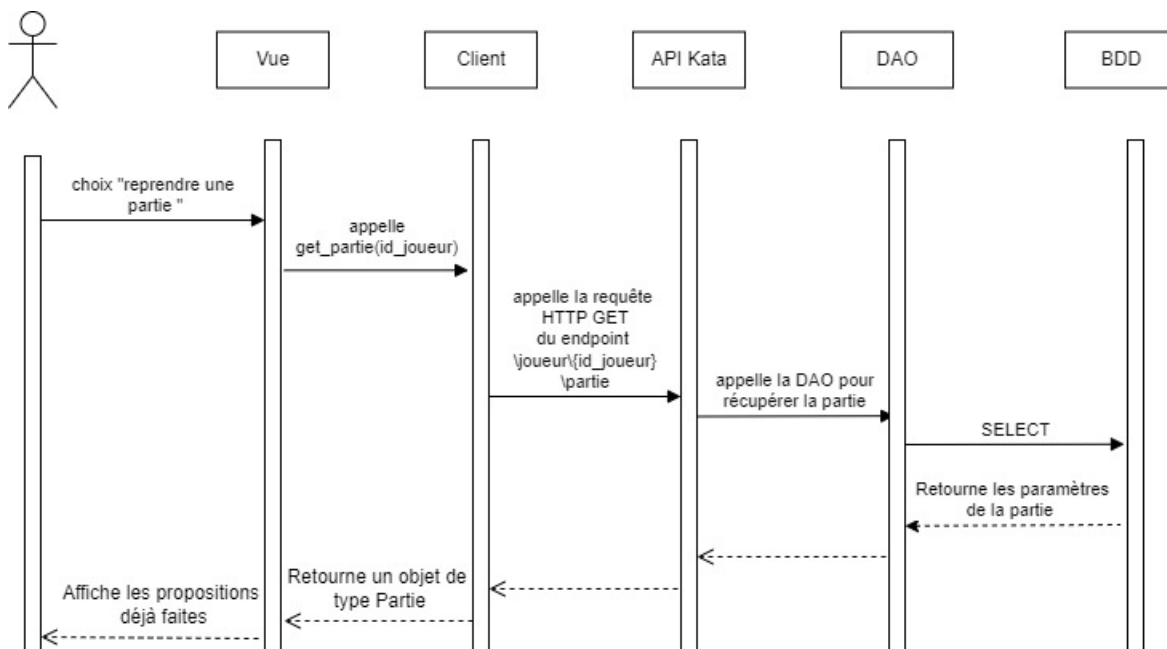 Vue
Client
API Kata
DAO
BDD
choix "reprendre une
partie "
appelle
get_partie(id_joueur)
appelle la requête
HTTP GET
du endpoint
\joueur\{id_joueur}
\partie
appelle la DAO pour
récupérer la partie
SELECT
Retourne les paramètres
de la partie
Retourne un objet de
type Partie
Affiche les propositions
déjà faites